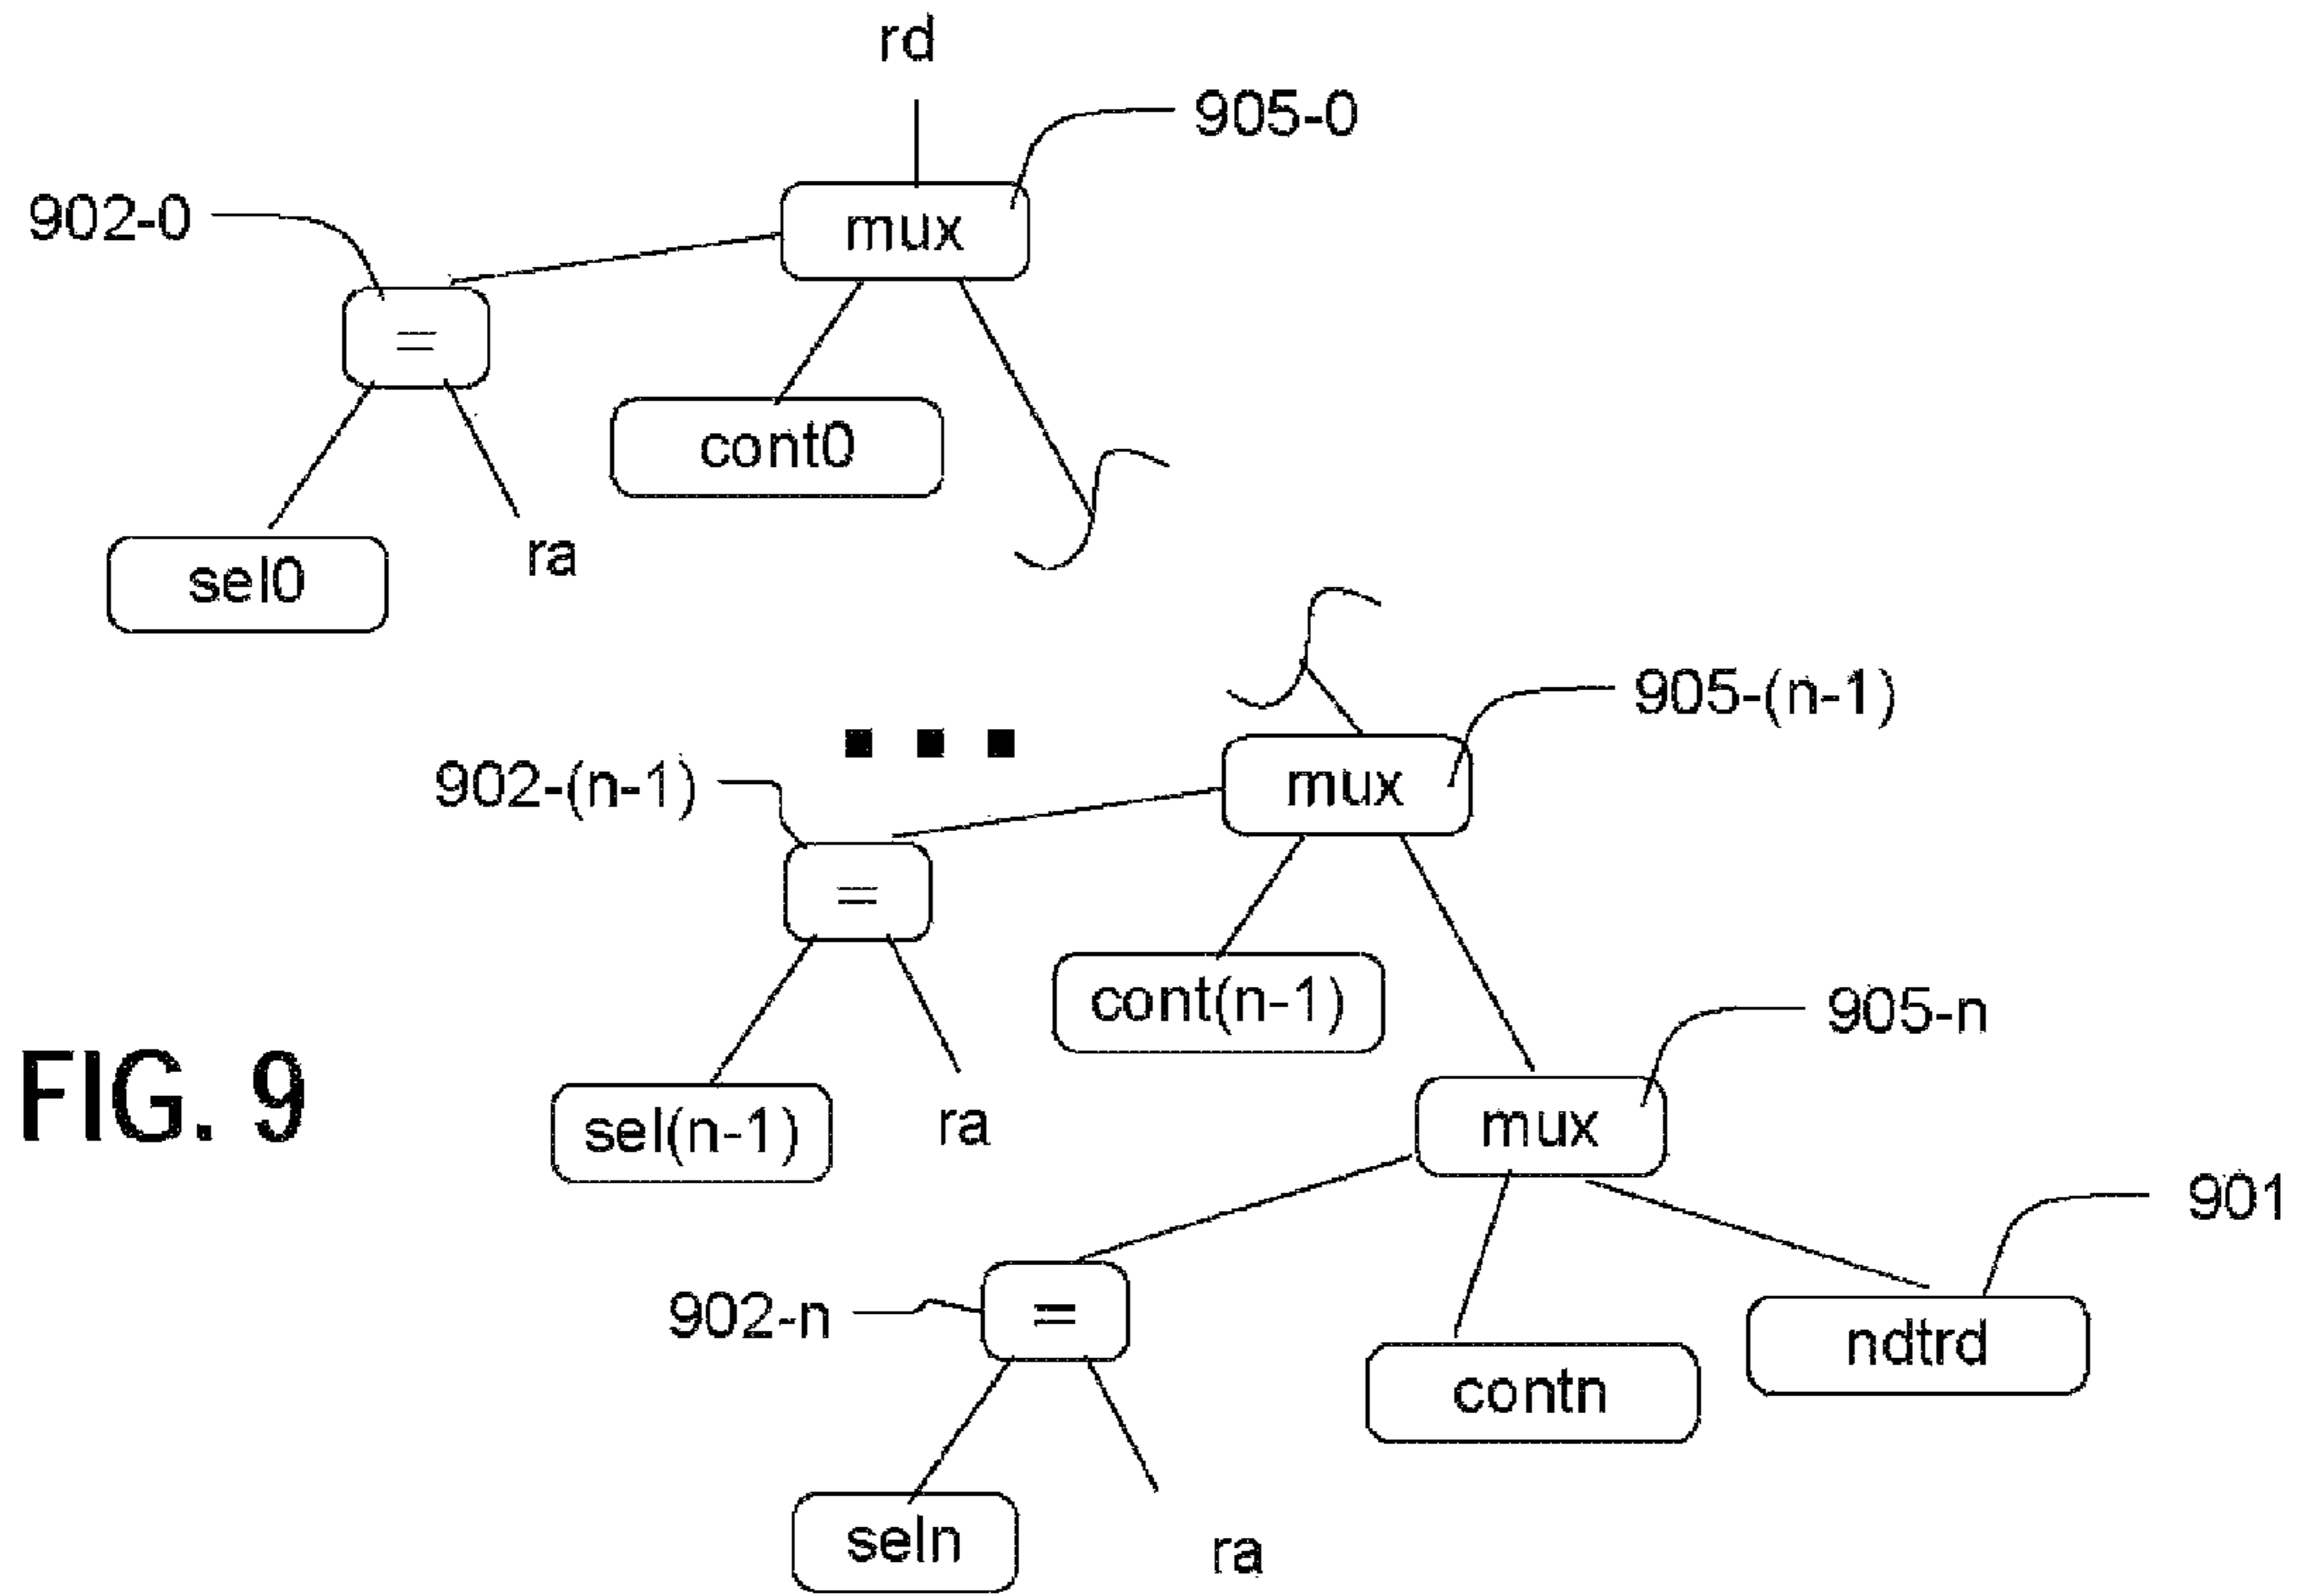 rd
905-0
902-0
mux
=
cont0
sel0
ra
905-(n-1)
902-(n-1)
mux
=
cont(n-1)
905-n
sel(n-1)
ra
mux
FIG. 9
901
902-n
=
ndtrd
contn
seln
ra